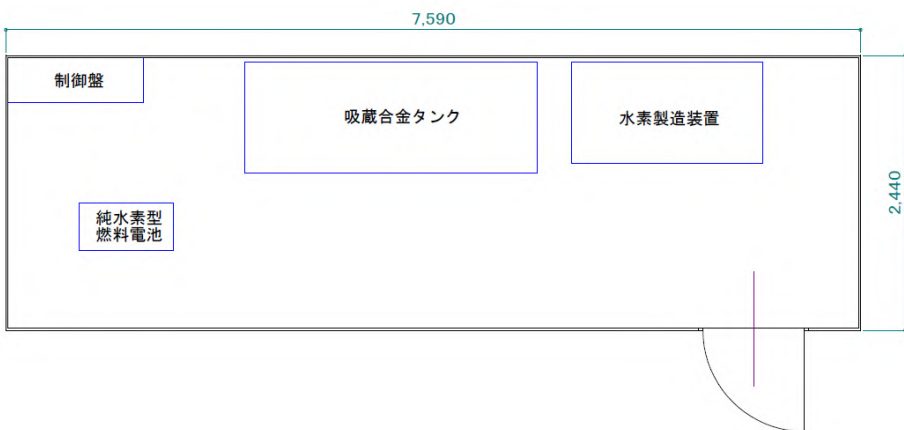 7,590
制御盤
吸蔵合金タンク
水素製造装置
2,440
純水素型
燃料電池